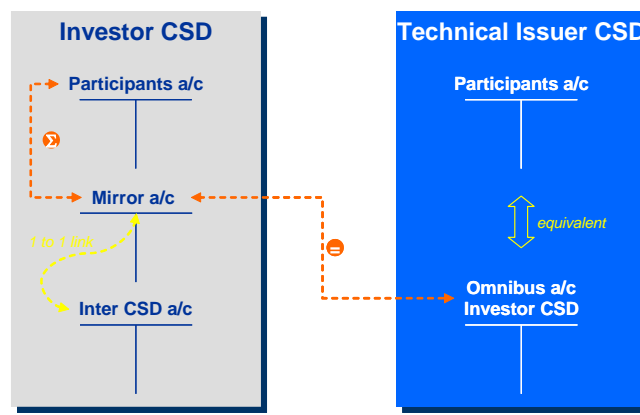 Investor CSD
Participants a/c
Σ
Mirror a/c
1 to 1 link
Inter CSD a/c
=
Technical Issuer CSD
Participants a/c
equivalent
Omnibus a/c
Investor CSD